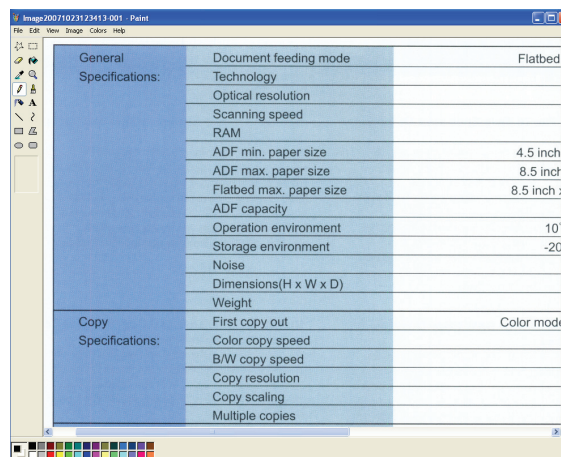 Image20071023123413-001 - Paint
File Edit View Image Colors Help
General Document feeding mode Flatbed
Specifications: Technology
Optical resolution
Scanning speed
RAM
ADF min. paper size 4.5 inch
ADF max. paper size 8.5 inch
Flatbed max. paper size 8.5 inch x
ADF capacity
Operation environment 10°
Storage environment -20
Noise
Dimensions(H x W x D)
Weight
Copy First copy out Color mode
Specifications: Color copy speed
B/W copy speed
Copy resolution
Copy scaling
Multiple copies